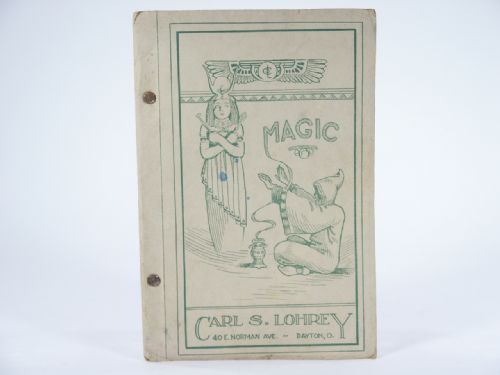 MAGIC
CARL S. LOHREY
40 E. NORMAN AVE. - DAYTON, O.